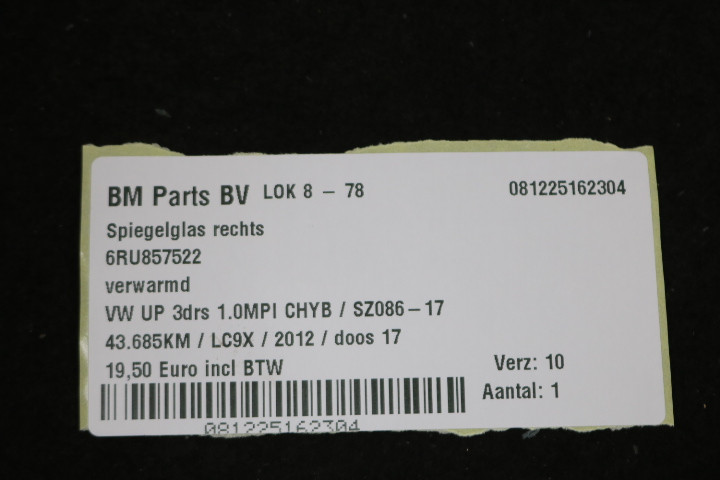 BM Parts BV LOK 8 – 78 081225162304
Spiegelglas rechts
6RU857522
verwarmd
VW UP 3drs 1.0MPI CHYB / SZ086–17
43.685KM / LC9X / 2012 / doos 17
19,50 Euro incl BTW Verz: 10
Aantal: 1
081225162304